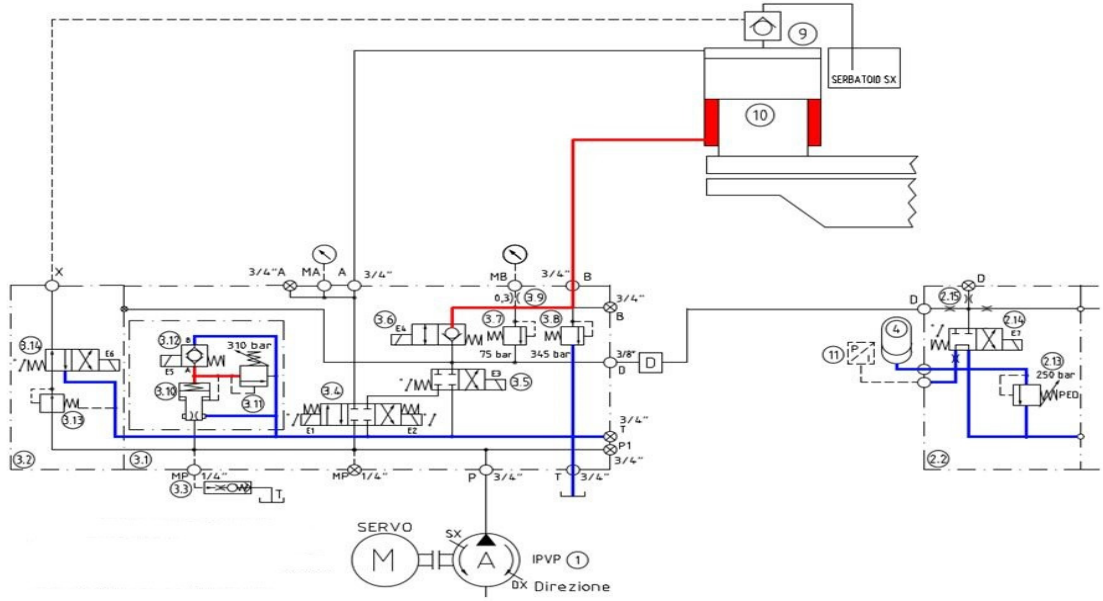 9
SERBATOID SX
10
X
3/4"A
MA
A
3/4"
MB
3/4"
B
0,3
3.9
3/4"
B
D
D
2.15
3.14
E6
3.12
B
E5
A
310 bar
3.10
3.11
3.6
E4
3.7
75 bar
3.8
345 bar
3/8"
D
D
4
P
11
2.14
E7
2.13
250 bar
PED
3.13
3.4
E1
E2
E3
3.5
3/4"
T
P1
3/4"
3.2
3.1
2.2
MP
1/4"
MP
1/4"
P
3/4"
T
3/4"
3.3
T
SERVO
M
SX
A
DX
IPVP
1
Direzione